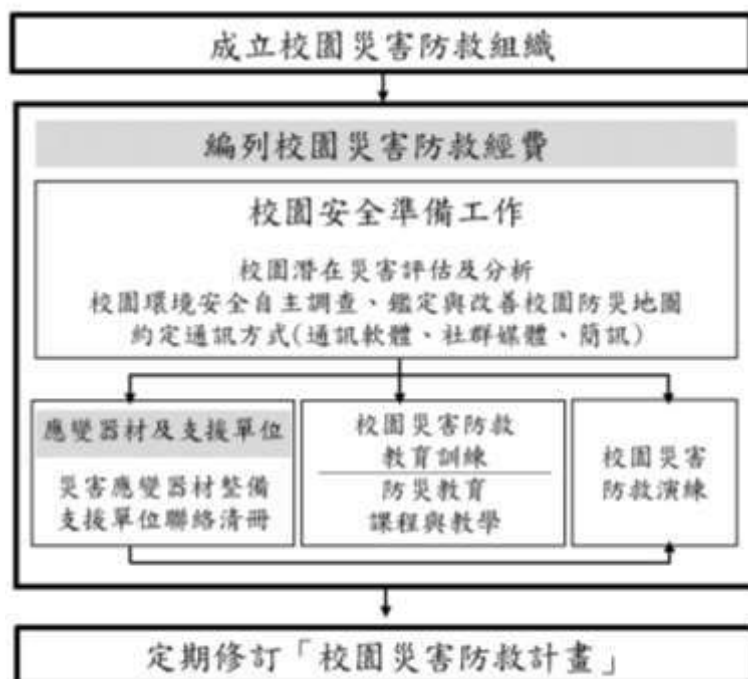 成立校園災害防救組織
編列校園災害防救經費
校園安全準備工作
校園潛在災害評估及分析
校園環境安全自主調查、鑑定與改善校園防災地圖
約定通訊方式(通訊軟體、社群媒體、簡訊)
應變器材及支援單位
災害應變器材整備
支援單位聯絡清冊
校園災害防救
教育訓練
防災教育
課程與教學
校園災害
防救演練
定期修訂「校園災害防救計畫」